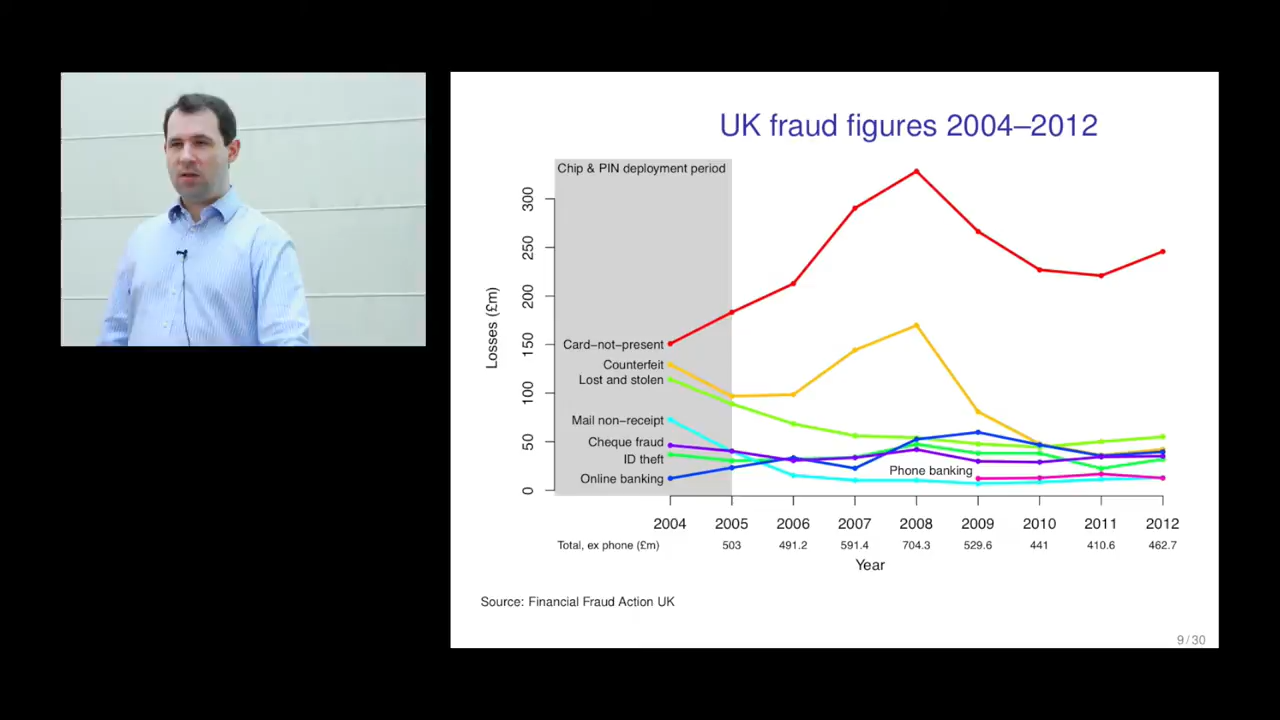 UK fraud figures 2004–2012
Chip & PIN deployment period
Losses (£m)
300
250
200
150
100
50
0
Card−not−present
Counterfeit
Lost and stolen
Mail non−receipt
Cheque fraud
ID theft
Online banking
Phone banking
2004 2005 2006 2007 2008 2009 2010 2011 2012
Total, ex phone (£m) 503 491.2 591.4 704.3 529.6 441 410.6 462.7
Year
Source: Financial Fraud Action UK
9 / 30